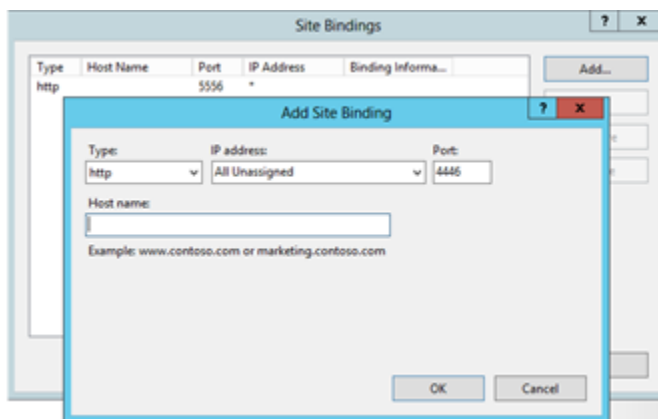 Site Bindings
? x
Type Host Name Port IP Address Binding Informa...
http 5556 *
Add...
Add Site Binding
? x
Type: IP address: Port:
http All Unassigned 4446
Host name:
Example: www.contoso.com or marketing.contoso.com
OK Cancel